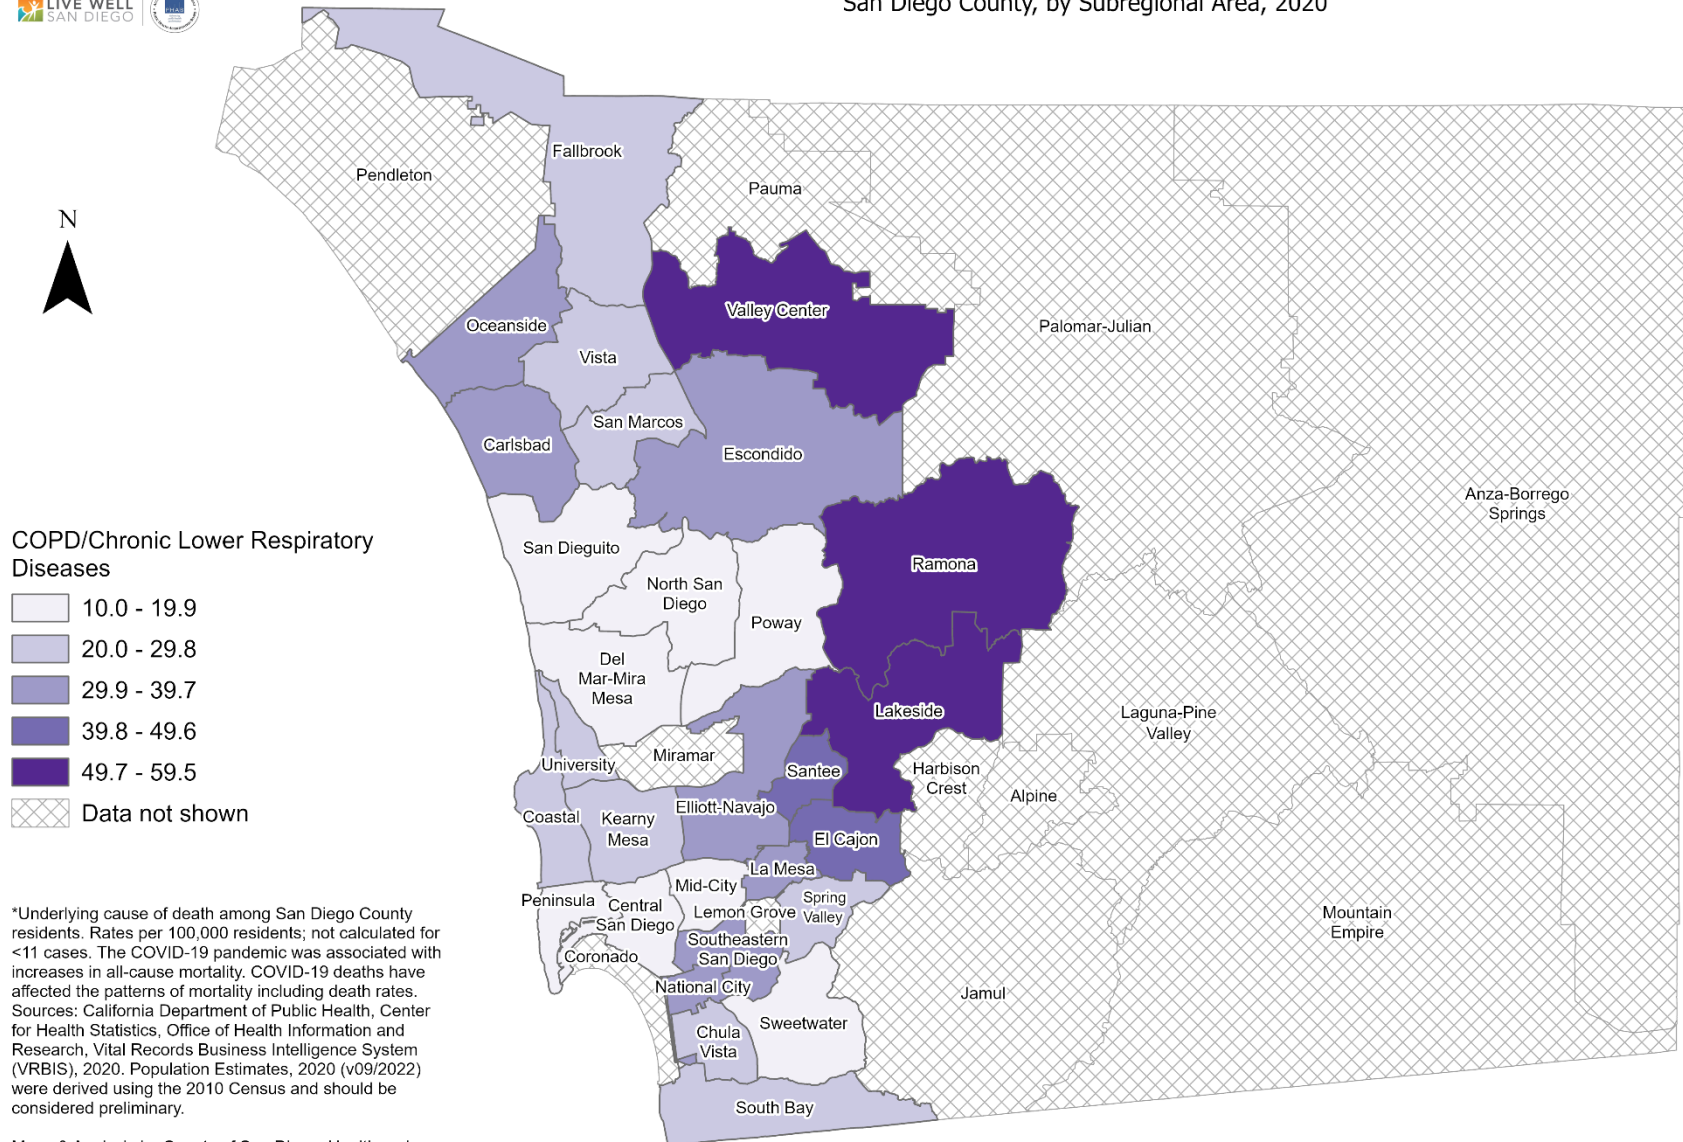 LIVE WELL
SAN DIEGO
San Diego County, by Subregional Area, 2020
N
Pendleton
Fallbrook
Pauma
Oceanside
Valley Center
Palomar-Julian
Vista
San Marcos
Carlsbad
Escondido
Anza-Borrego
Springs
San Dieguito
North San
Diego
Poway
Ramona
Del
Mar-Mira
Mesa
Lakeside
Laguna-Pine
Valley
University
Miramar
Santee
Harbison
Crest
Alpine
Coastal
Kearny
Mesa
Elliott-Navajo
El Cajon
La Mesa
Peninsula
Central
San Diego
Mid-City
Lemon Grove
Spring
Valley
Mountain
Empire
Coronado
Southeastern
San Diego
National City
Jamul
Chula
Vista
Sweetwater
South Bay
COPD/Chronic Lower Respiratory
Diseases
10.0 - 19.9
20.0 - 29.8
29.9 - 39.7
39.8 - 49.6
49.7 - 59.5
Data not shown
*Underlying cause of death among San Diego County
residents. Rates per 100,000 residents; not calculated for
<11 cases. The COVID-19 pandemic was associated with
increases in all-cause mortality. COVID-19 deaths have
affected the patterns of mortality including death rates.
Sources: California Department of Public Health, Center
for Health Statistics, Office of Health Information and
Research, Vital Records Business Intelligence System
(VRBIS), 2020. Population Estimates, 2020 (v09/2022)
were derived using the 2010 Census and should be
considered preliminary.